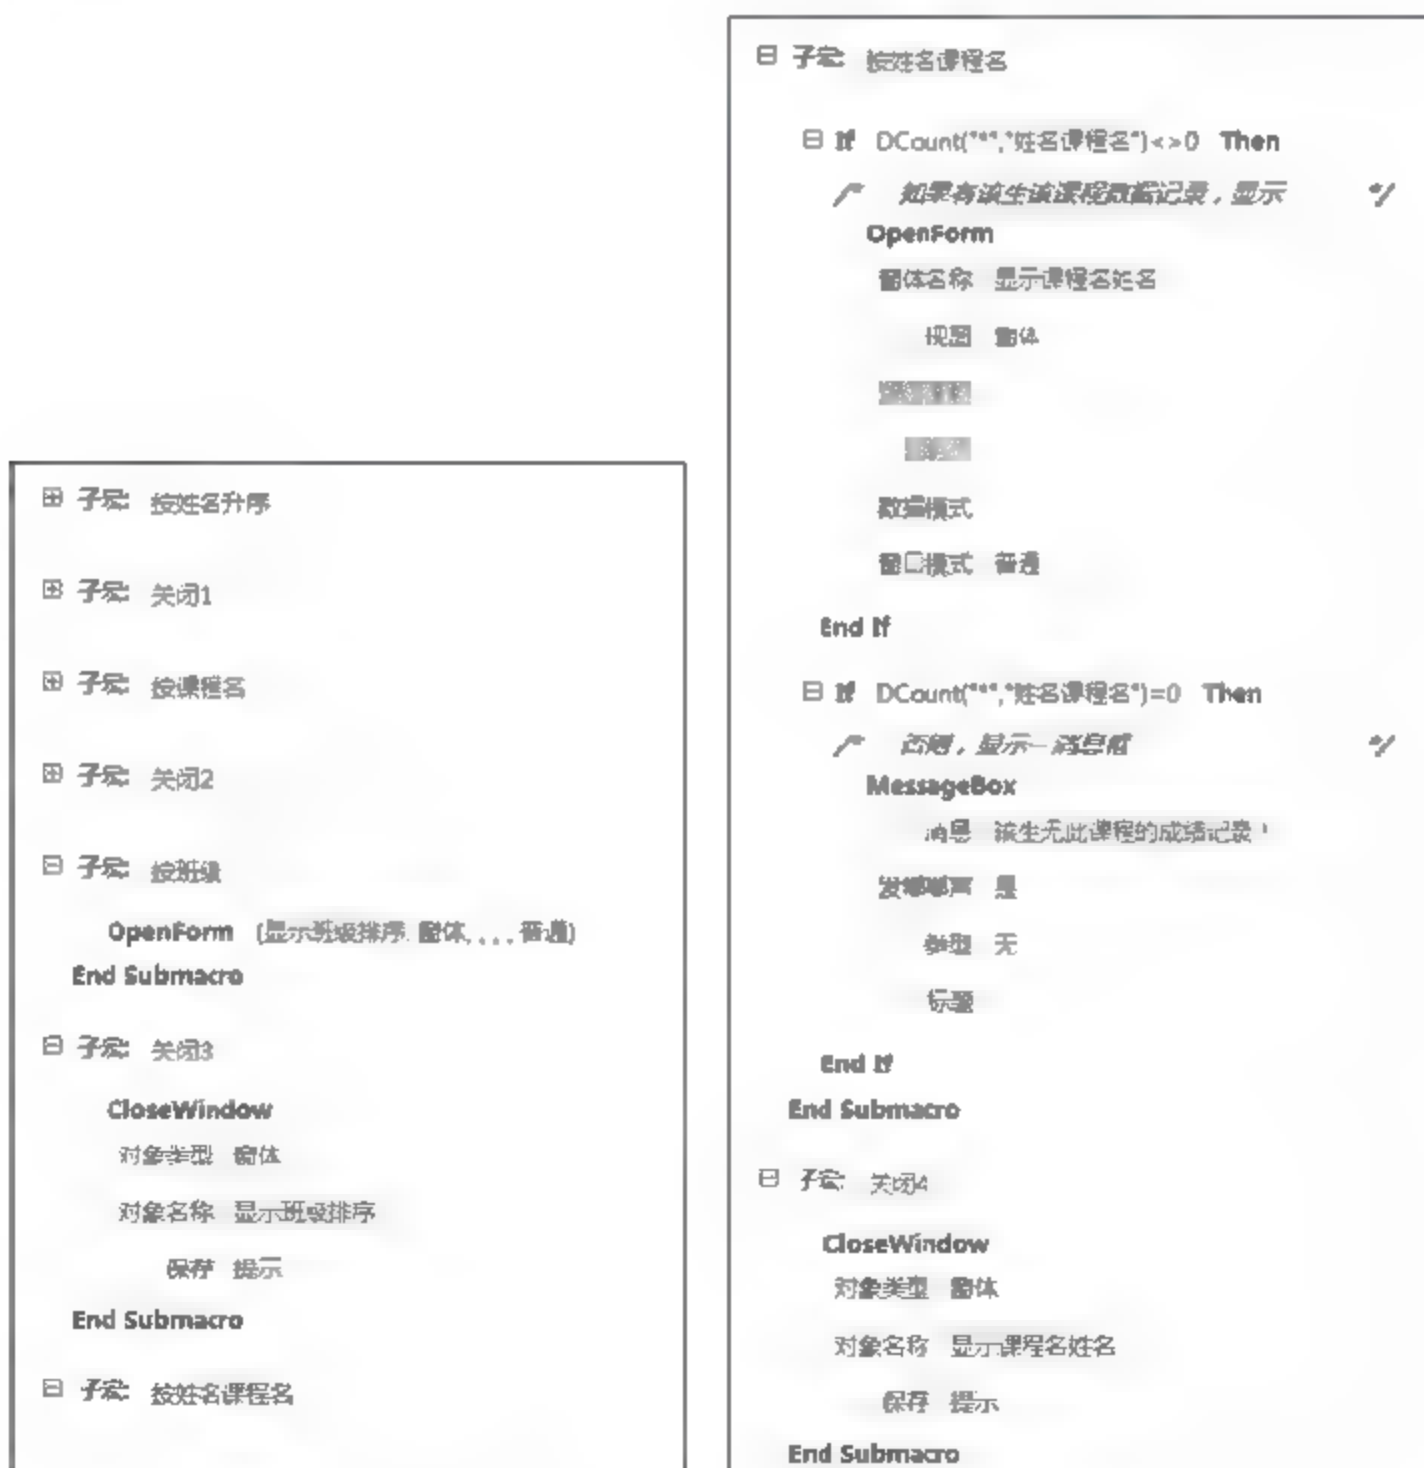 子宏: 按姓名升序
子宏: 关闭1
子宏: 按课程名
子宏: 关闭2
子宏: 按班级
OpenForm (显示班级排序, 窗体, , , , 普通)
End Submacro
子宏: 关闭3
CloseWindow
对象类型 窗体
对象名称 显示班级排序
保存 提示
End Submacro
子宏: 按姓名课程名
子宏: 按姓名课程名
If DCount("*","姓名课程名")<>0 Then
/* 如果有该生该课程数据记录，显示 */
OpenForm
窗体名称 显示课程名姓名
视图 窗体
数据模式
窗口模式 普通
End If
If DCount("*","姓名课程名")=0 Then
/* 否则，显示一消息框 */
MessageBox
消息 该生无此课程的成绩记录！
发嘟嘟声 是
类型 无
标题
End If
End Submacro
子宏: 关闭4
CloseWindow
对象类型 窗体
对象名称 显示课程名姓名
保存 提示
End Submacro